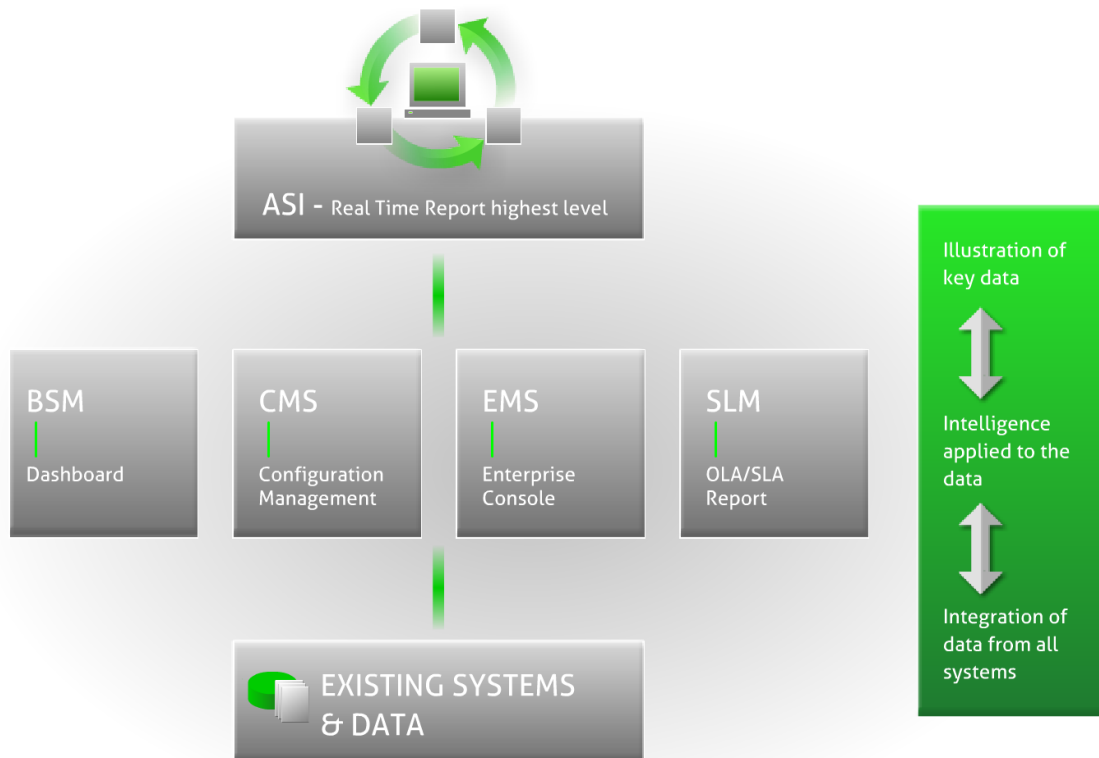 ASI - Real Time Report highest level
BSM
Dashboard
CMS
Configuration
Management
EMS
Enterprise
Console
SLM
OLA/SLA
Report
EXISTING SYSTEMS
& DATA
Illustration of
key data
Intelligence
applied to the
data
Integration of
data from all
systems